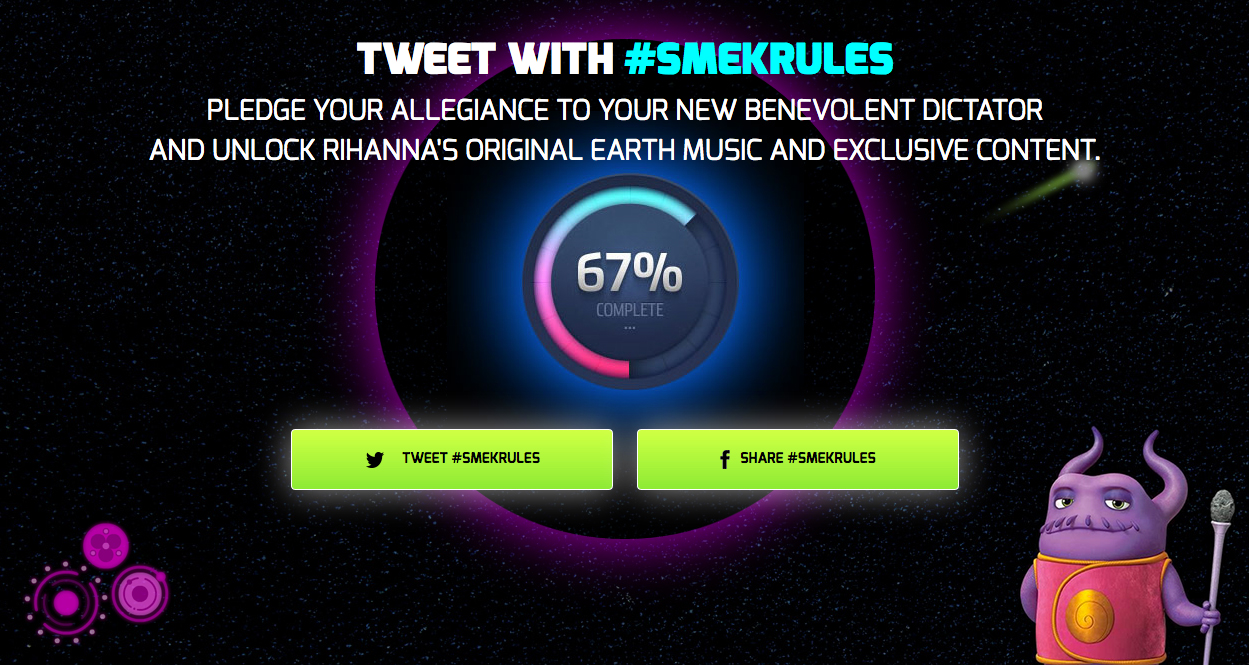 TWEET WITH #SMEKRULES
PLEDGE YOUR ALLEGIANCE TO YOUR NEW BENEVOLENT DICTATOR
AND UNLOCK RIHANNA'S ORIGINAL EARTH MUSIC AND EXCLUSIVE CONTENT.
67%
COMPLETE
...
TWEET #SMEKRULES
SHARE #SMEKRULES